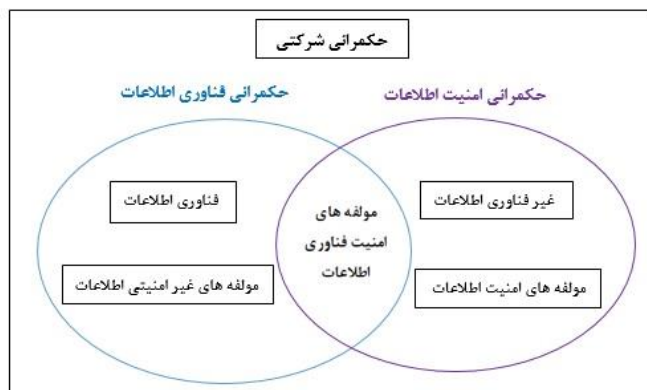 حکمرانی شرکتی
حکمرانی امنیت اطلاعات
حکمرانی فناوری اطلاعات
غیر فناوری اطلاعات
مولفه های امنیت اطلاعات
مولفه های
امنیت فناوری
اطلاعات
فناوری اطلاعات
مولفه های غیر امنیتی اطلاعات